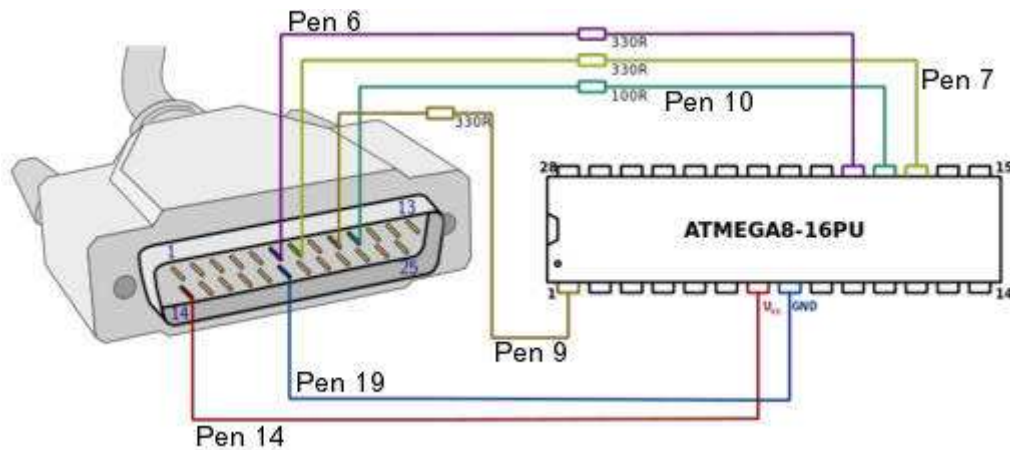 Pen 6
330R
330R
Pen 7
100R
Pen 10
330R
28
15
13
1
ATMEGA8-16PU
25
14
1
Ucc
GND
14
Pen 9
Pen 19
Pen 14